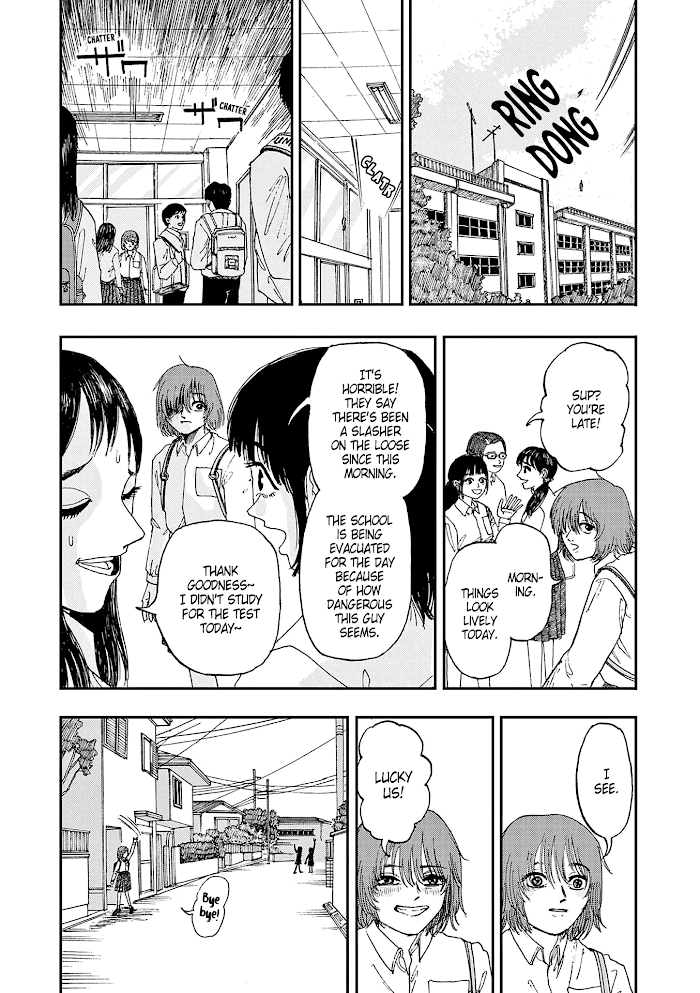 RING
DONG
CLATR
CHATTER
ザワ
CHATTER
ザワ
SUP?
YOU'RE
LATE!
MORN-
ING.
THINGS
LOOK
LIVELY
TODAY.
IT'S
HORRIBLE!
THEY SAY
THERE'S BEEN
A SLASHER
ON THE LOOSE
SINCE THIS
MORNING.
THE SCHOOL
IS BEING
EVACUATED
FOR THE DAY
BECAUSE
OF HOW
DANGEROUS
THIS GUY
SEEMS.
THANK
GOODNESS~
I DIDN'T STUDY
FOR THE TEST
TODAY~
I
SEE.
LUCKY
US!
Bye
bye!